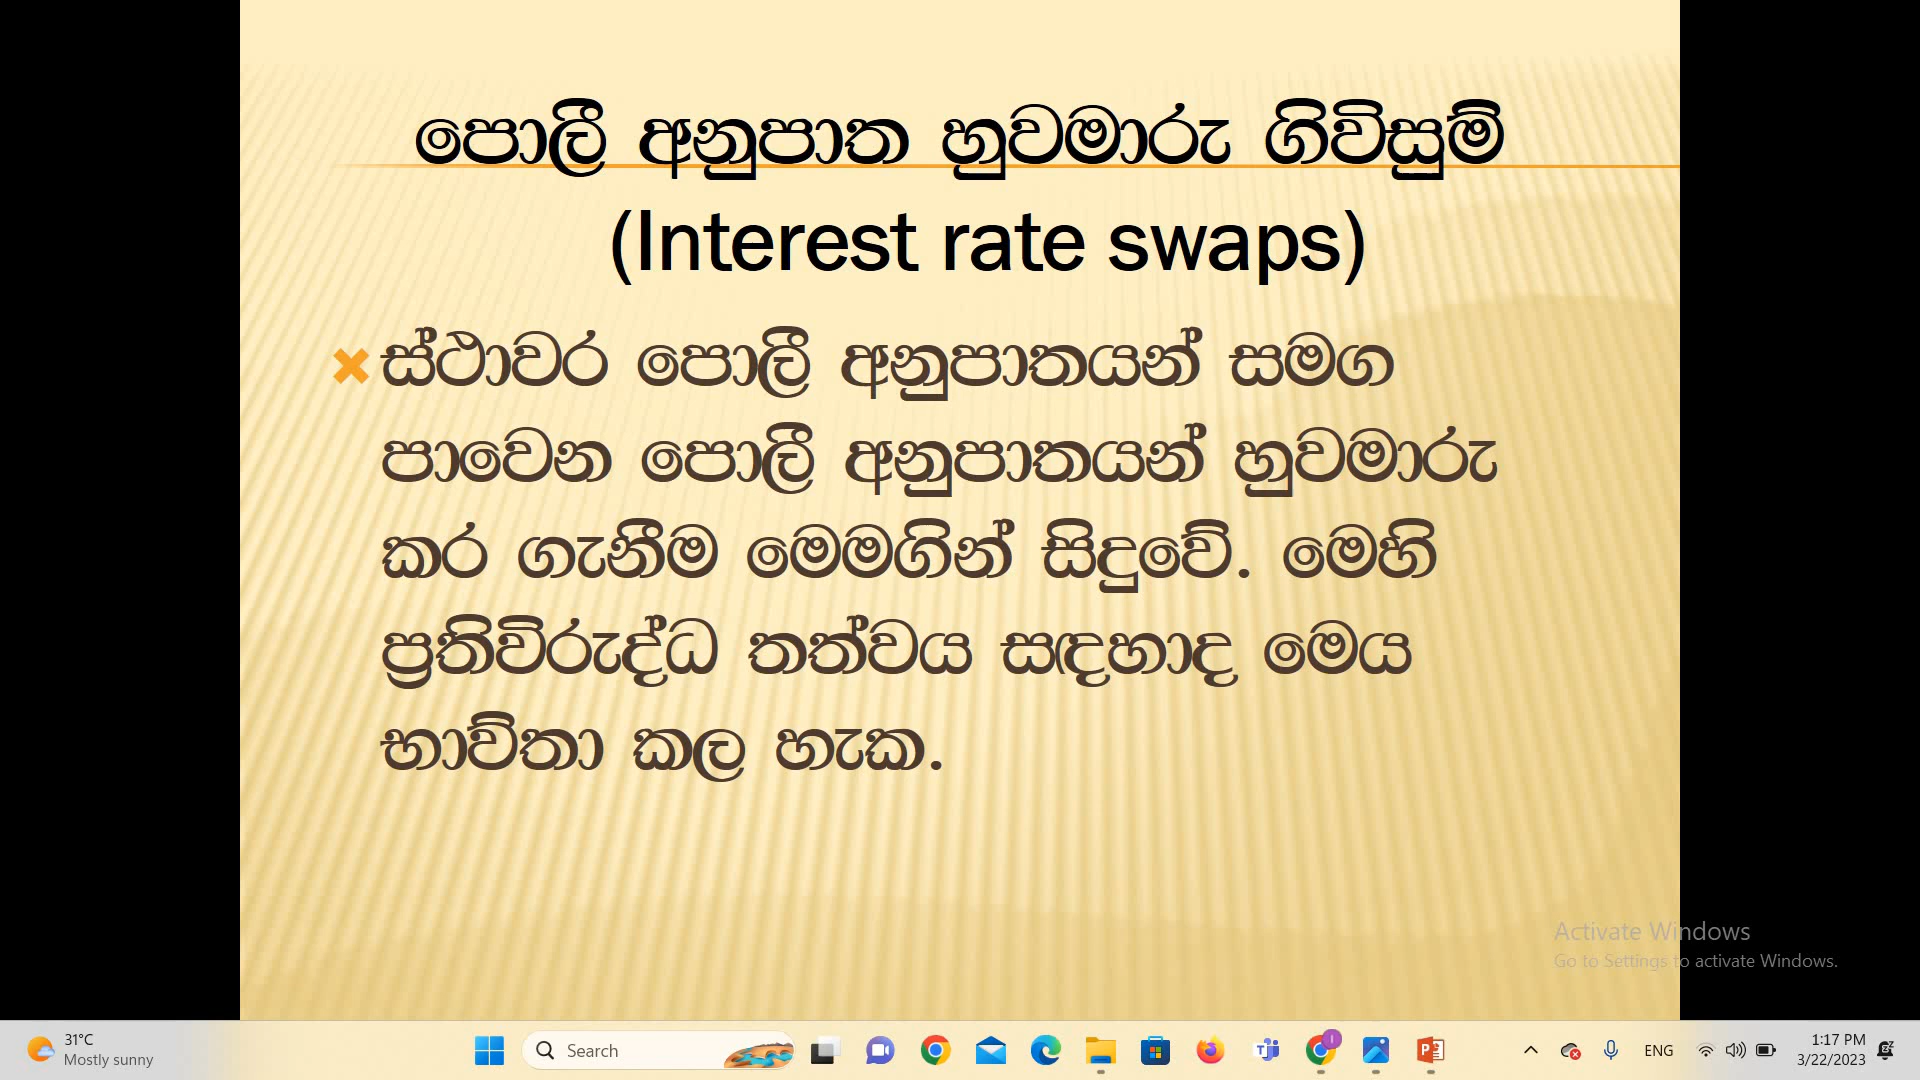 පොලී අනුපාත හුවමාරු ගිවිසුම්
(Interest rate swaps)
ස්ථාවර පොලී අනුපාතයන් සමග
පාවෙන පොලී අනුපාතයන් හුවමාරු
කර ගැනීම මෙමගින් සිදුවේ. මෙහි
ප්‍රතිවිරුද්ධ තත්වය සඳහාද මෙය
භාවිතා කල හැක.
Activate Windows
Go to Settings to activate Windows.
31°C
Mostly sunny
Search
ENG
1:17 PM
3/22/2023